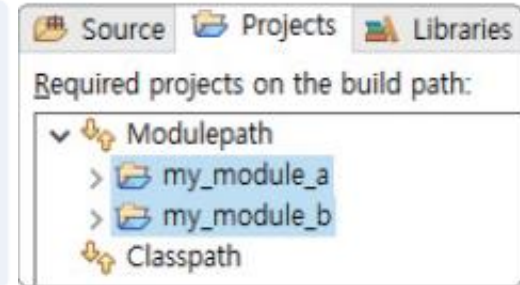 Source Projects Libraries
Required projects on the build path:
Modulepath
my_module_a
my_module_b
Classpath